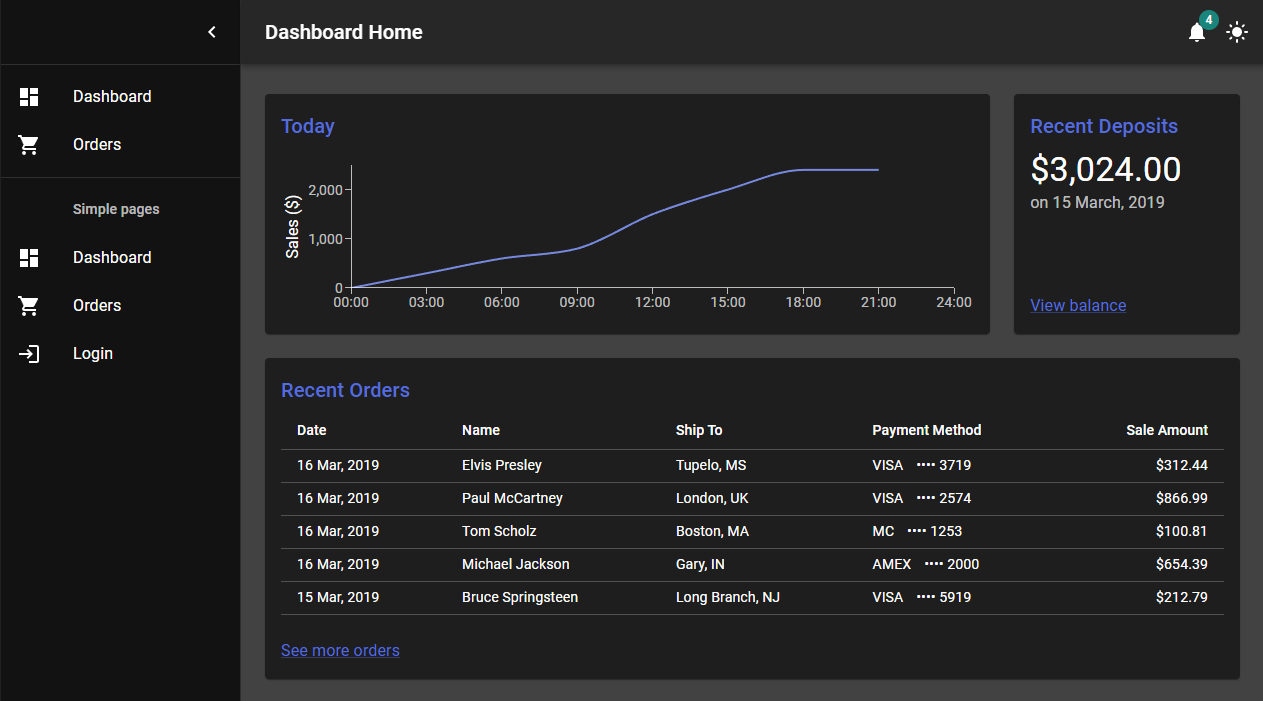 Dashboard Home
4
Dashboard
Orders
Simple pages
Dashboard
Orders
Login
Today
Sales ($)
2,000
1,000
0
00:00 03:00 06:00 09:00 12:00 15:00 18:00 21:00 24:00
Recent Deposits
$3,024.00
on 15 March, 2019
View balance
Recent Orders
Date Name Ship To Payment Method Sale Amount
16 Mar, 2019 Elvis Presley Tupelo, MS VISA •••• 3719 $312.44
16 Mar, 2019 Paul McCartney London, UK VISA •••• 2574 $866.99
16 Mar, 2019 Tom Scholz Boston, MA MC •••• 1253 $100.81
16 Mar, 2019 Michael Jackson Gary, IN AMEX •••• 2000 $654.39
15 Mar, 2019 Bruce Springsteen Long Branch, NJ VISA •••• 5919 $212.79
See more orders